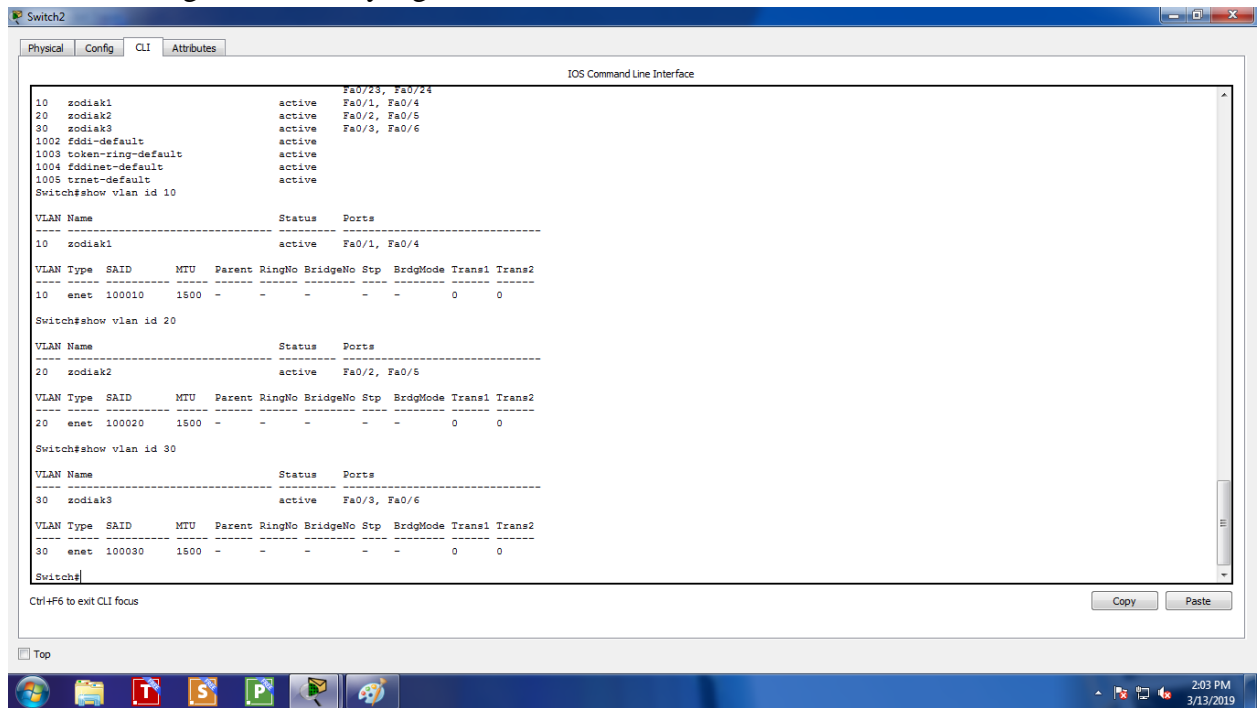 Switch2
Physical Config CLI Attributes
IOS Command Line Interface
Fa0/23, Fa0/24
10 zodiak1 active Fa0/1, Fa0/4
20 zodiak2 active Fa0/2, Fa0/5
30 zodiak3 active Fa0/3, Fa0/6
1002 fddi-default active
1003 token-ring-default active
1004 fddinet-default active
1005 trnet-default active
Switch#show vlan id 10
VLAN Name Status Ports
---- -------------------------------- --------- -------------------------------
10 zodiak1 active Fa0/1, Fa0/4
VLAN Type SAID MTU Parent RingNo BridgeNo Stp BrdgMode Trans1 Trans2
---- ----- ---------- ----- ------ ------ -------- ---- -------- ------ ------
10 enet 100010 1500 - - - - - 0 0
Switch#show vlan id 20
VLAN Name Status Ports
---- -------------------------------- --------- -------------------------------
20 zodiak2 active Fa0/2, Fa0/5
VLAN Type SAID MTU Parent RingNo BridgeNo Stp BrdgMode Trans1 Trans2
---- ----- ---------- ----- ------ ------ -------- ---- -------- ------ ------
20 enet 100020 1500 - - - - - 0 0
Switch#show vlan id 30
VLAN Name Status Ports
---- -------------------------------- --------- -------------------------------
30 zodiak3 active Fa0/3, Fa0/6
VLAN Type SAID MTU Parent RingNo BridgeNo Stp BrdgMode Trans1 Trans2
---- ----- ---------- ----- ------ ------ -------- ---- -------- ------ ------
30 enet 100030 1500 - - - - - 0 0
Switch#
Ctrl+F6 to exit CLI focus
Copy Paste
Top
T S P
2:03 PM
3/13/2019